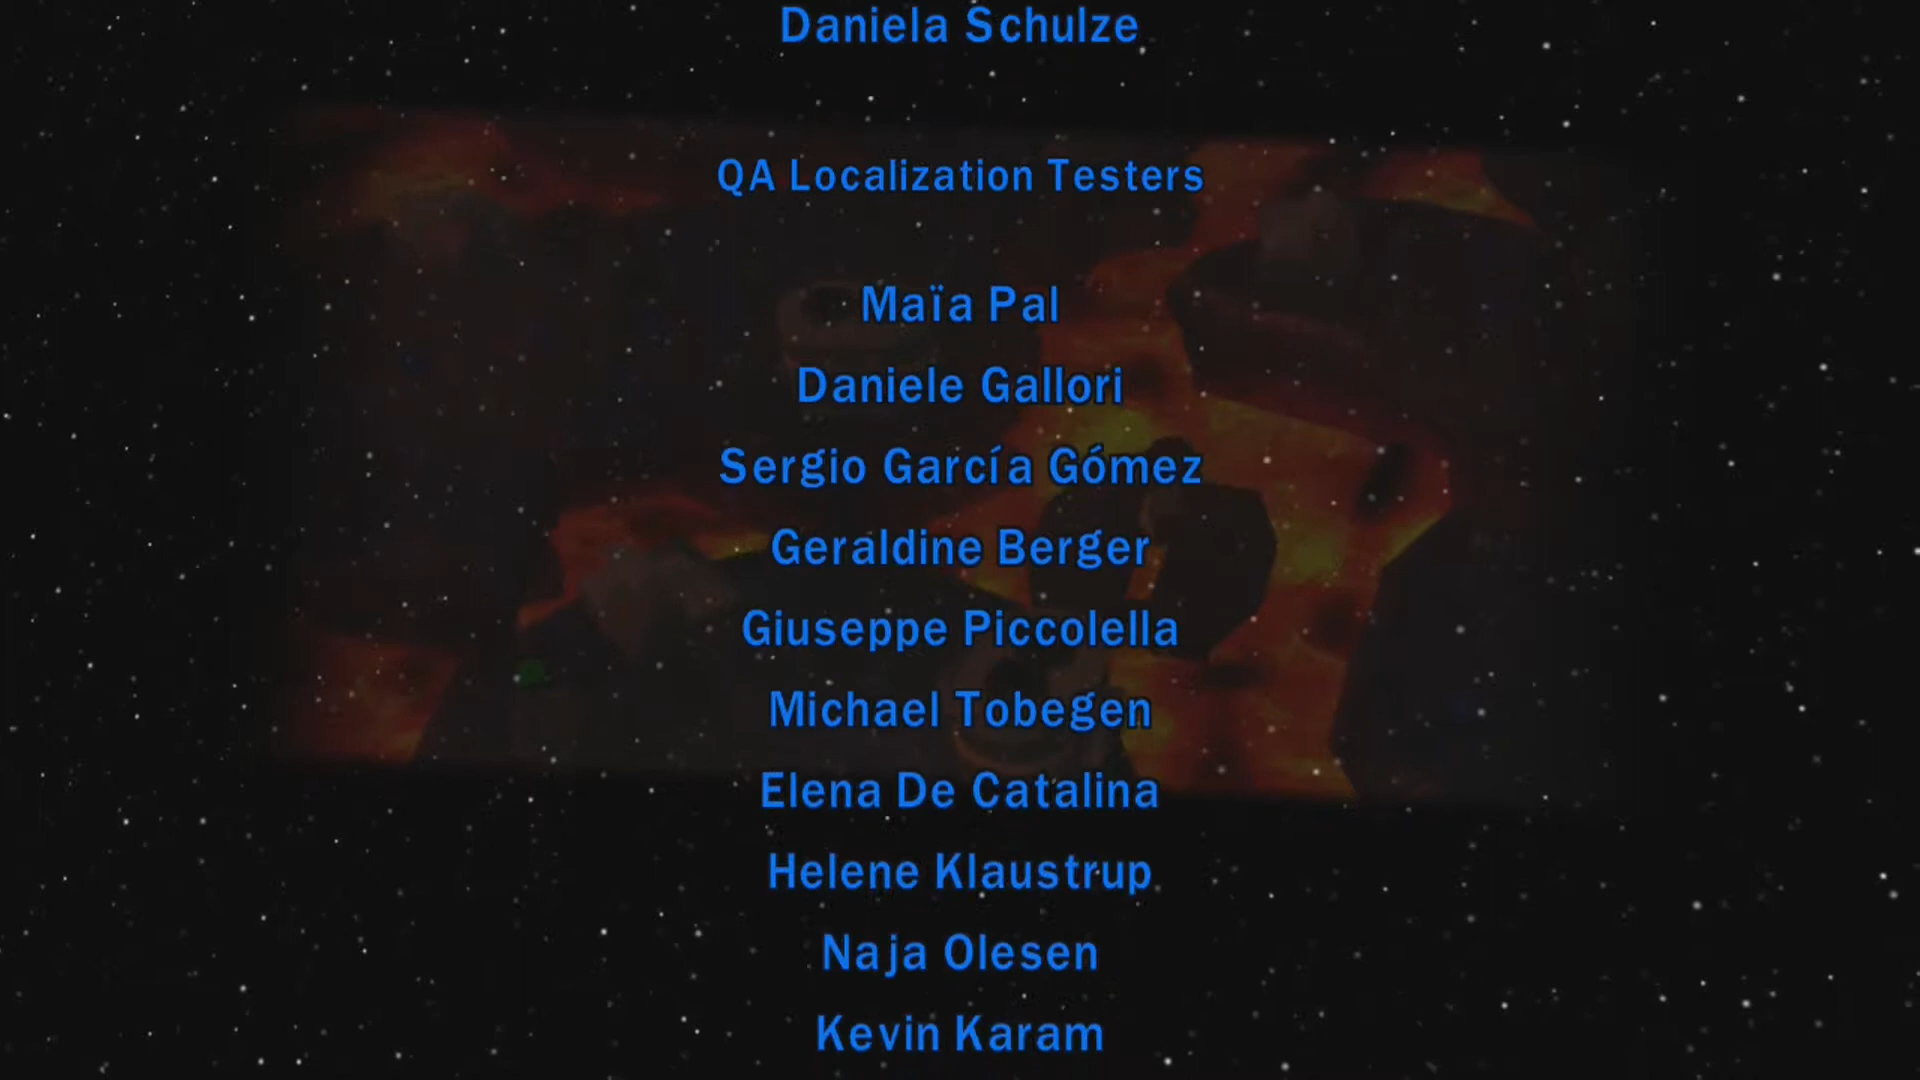 Daniela Schulze
QA Localization Testers
Maïa Pal
Daniele Gallori
Sergio García Gómez
Geraldine Berger
Giuseppe Piccolella
Michael Tobegen
Elena De Catalina
Helene Klaustrup
Naja Olesen
Kevin Karam